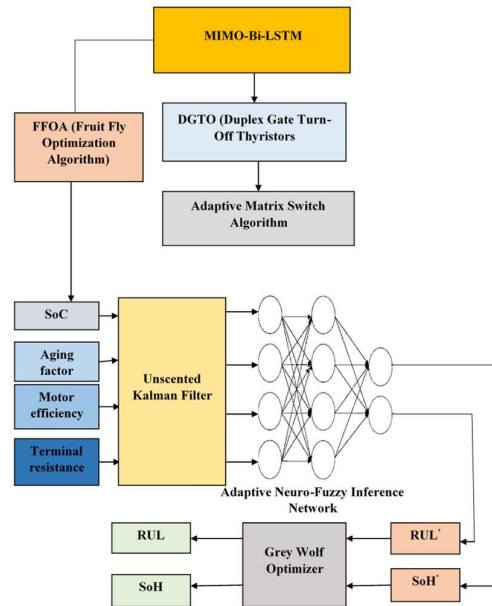 MIMO-Bi-LSTM
FFOA (Fruit Fly
Optimization
Algorithm)
DGTO (Duplex Gate Turn-
Off Thyristors
Adaptive Matrix Switch
Algorithm
SoC
Aging
factor
Motor
efficiency
Terminal
resistance
Unscented
Kalman Filter
Adaptive Neuro-Fuzzy Inference
Network
RUL
SoH
Grey Wolf
Optimizer
RUL'
SoH'